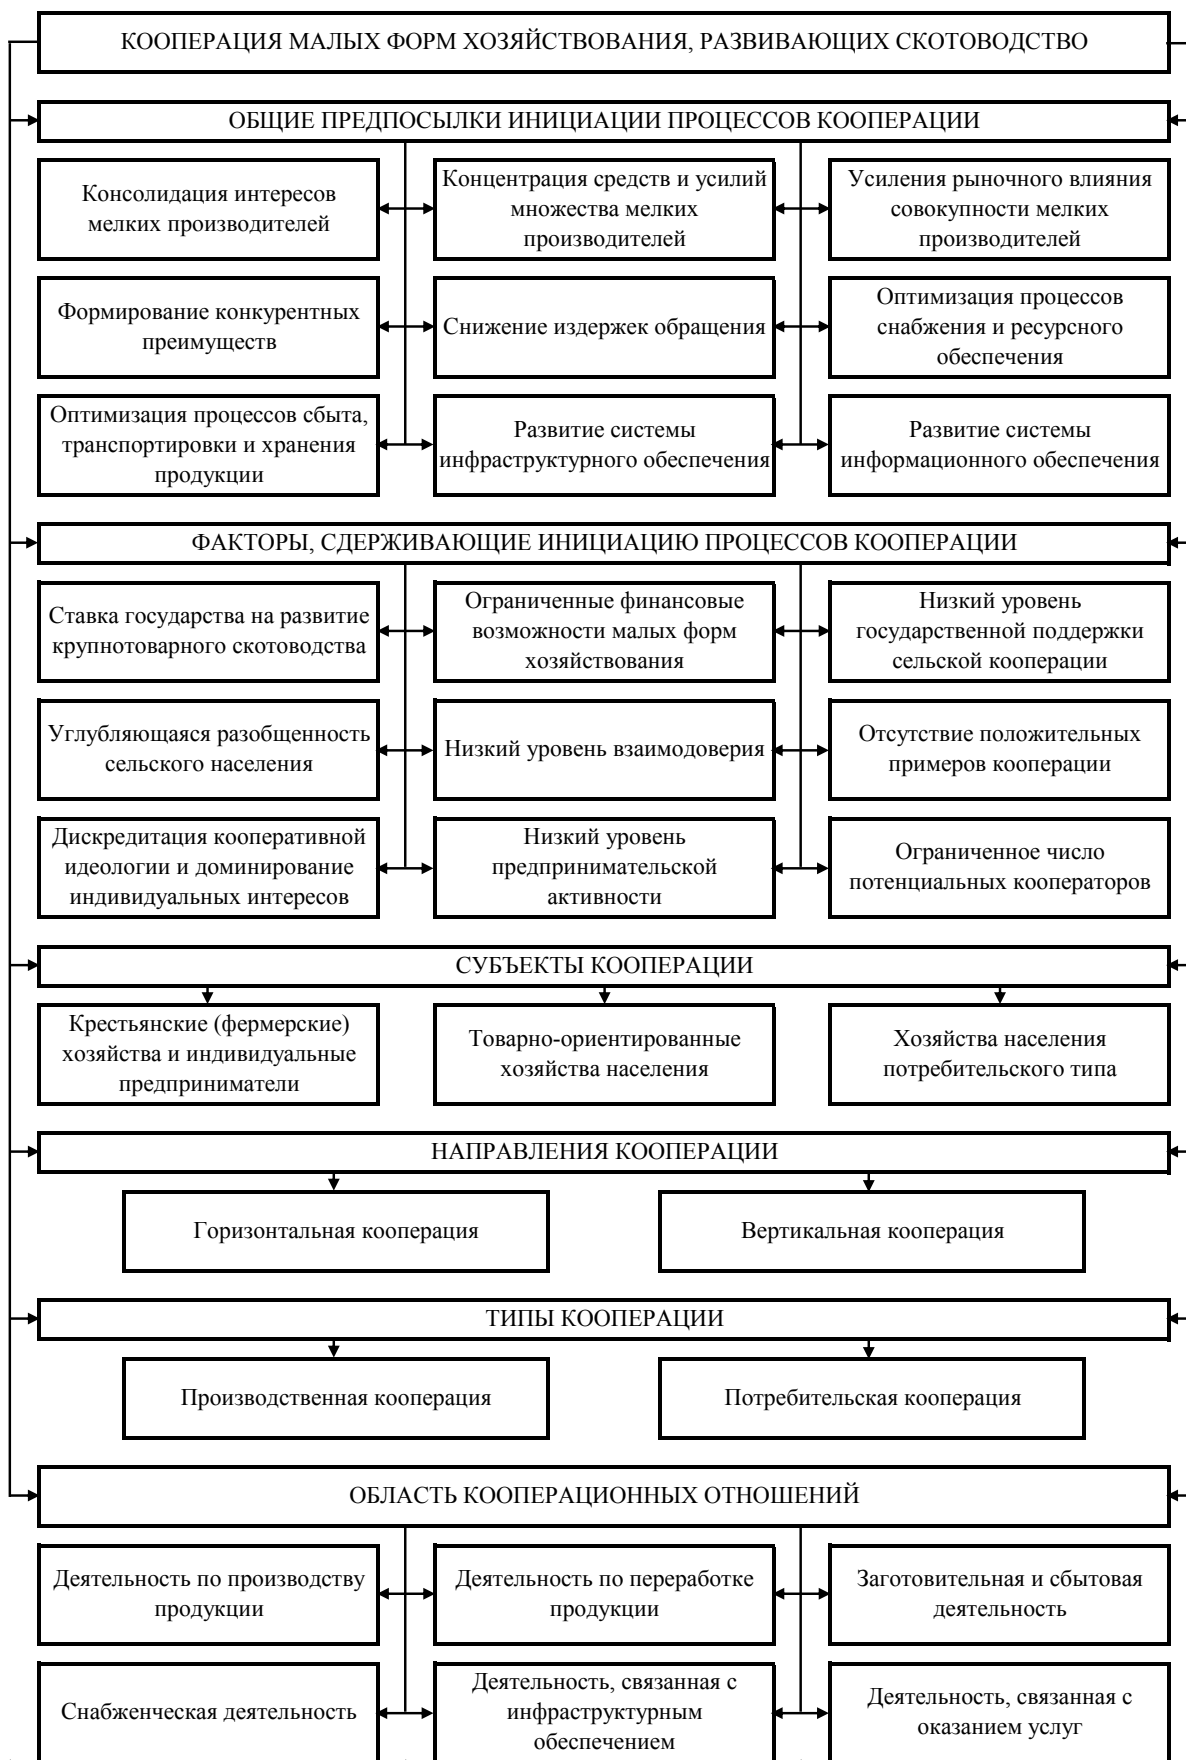 КООПЕРАЦИЯ МАЛЫХ ФОРМ ХОЗЯЙСТВОВАНИЯ, РАЗВИВАЮЩИХ СКОТОВОДСТВО
ОБЩИЕ ПРЕДПОСЫЛКИ ИНИЦИАЦИИ ПРОЦЕССОВ КООПЕРАЦИИ
Консолидация интересов
мелких производителей
Концентрация средств и усилий
множества мелких
производителей
Усиления рыночного влияния
совокупности мелких
производителей
Формирование конкурентных
преимуществ
Снижение издержек обращения
Оптимизация процессов
снабжения и ресурсного
обеспечения
Оптимизация процессов сбыта,
транспортировки и хранения
продукции
Развитие системы
инфраструктурного обеспечения
Развитие системы
информационного обеспечения
ФАКТОРЫ, СДЕРЖИВАЮЩИЕ ИНИЦИАЦИЮ ПРОЦЕССОВ КООПЕРАЦИИ
Ставка государства на развитие
крупнотоварного скотоводства
Ограниченные финансовые
возможности малых форм
хозяйствования
Низкий уровень
государственной поддержки
сельской кооперации
Углубляющаяся разобщенность
сельского населения
Низкий уровень взаимодоверия
Отсутствие положительных
примеров кооперации
Дискредитация кооперативной
идеологии и доминирование
индивидуальных интересов
Низкий уровень
предпринимательской
активности
Ограниченное число
потенциальных кооператоров
СУБЪЕКТЫ КООПЕРАЦИИ
Крестьянские (фермерские)
хозяйства и индивидуальные
предприниматели
Товарно-ориентированные
хозяйства населения
Хозяйства населения
потребительского типа
НАПРАВЛЕНИЯ КООПЕРАЦИИ
Горизонтальная кооперация
Вертикальная кооперация
ТИПЫ КООПЕРАЦИИ
Производственная кооперация
Потребительская кооперация
ОБЛАСТЬ КООПЕРАЦИОННЫХ ОТНОШЕНИЙ
Деятельность по производству
продукции
Деятельность по переработке
продукции
Заготовительная и сбытовая
деятельность
Снабженческая деятельность
Деятельность, связанная с
инфраструктурным
обеспечением
Деятельность, связанная с
оказанием услуг